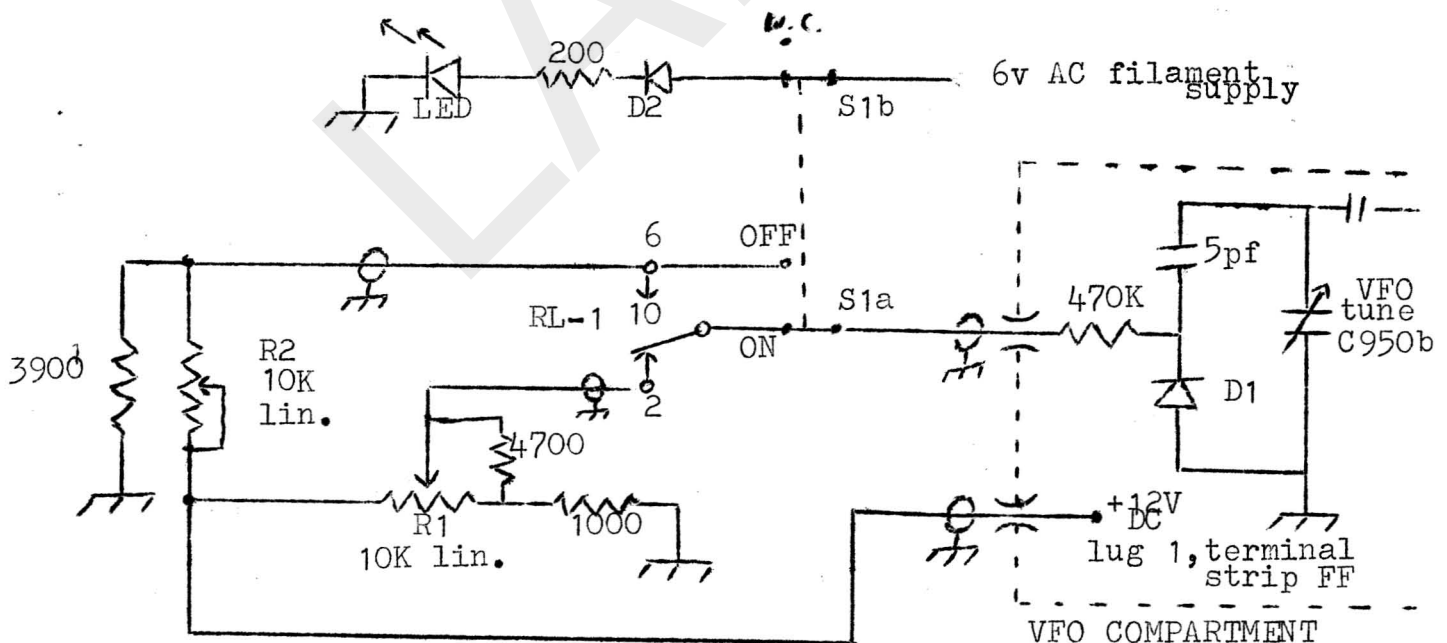 N.C.
200
6v AC filament
supply
LED
D2
S1b
6
OFF
5pf
S1a
470K
VFO
tune
C950b
RL-1
10
ON
3900
R2
10K
lin.
2
D1
4700
R1
10K lin.
1000
+12V
DC
lug 1, terminal
strip FF
VFO COMPARTMENT